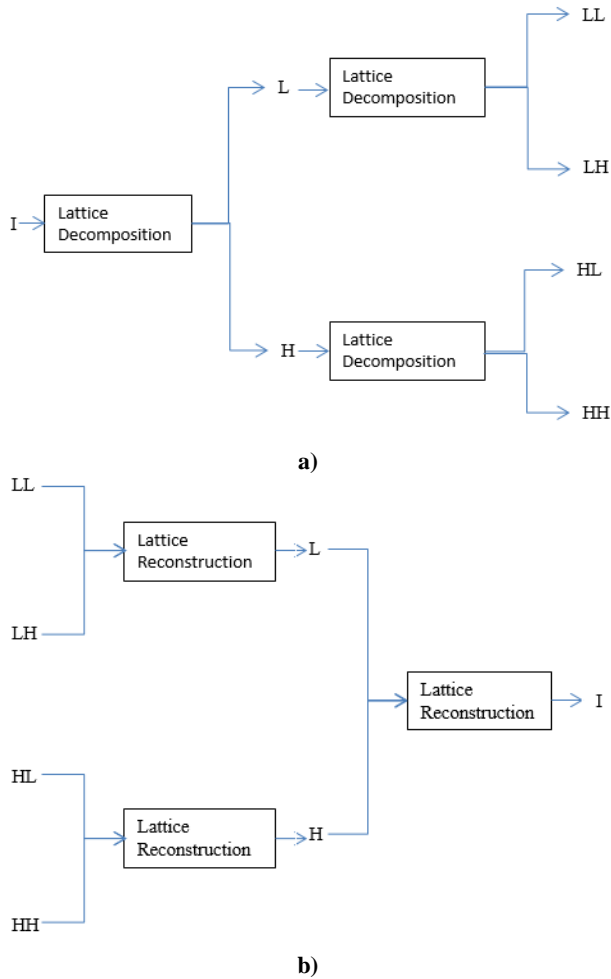 LL
L
Lattice
Decomposition
LH
I
Lattice
Decomposition
HL
H
Lattice
Decomposition
HH
a)
LL
Lattice
Reconstruction
L
LH
Lattice
Reconstruction
I
HL
Lattice
Reconstruction
H
HH
b)